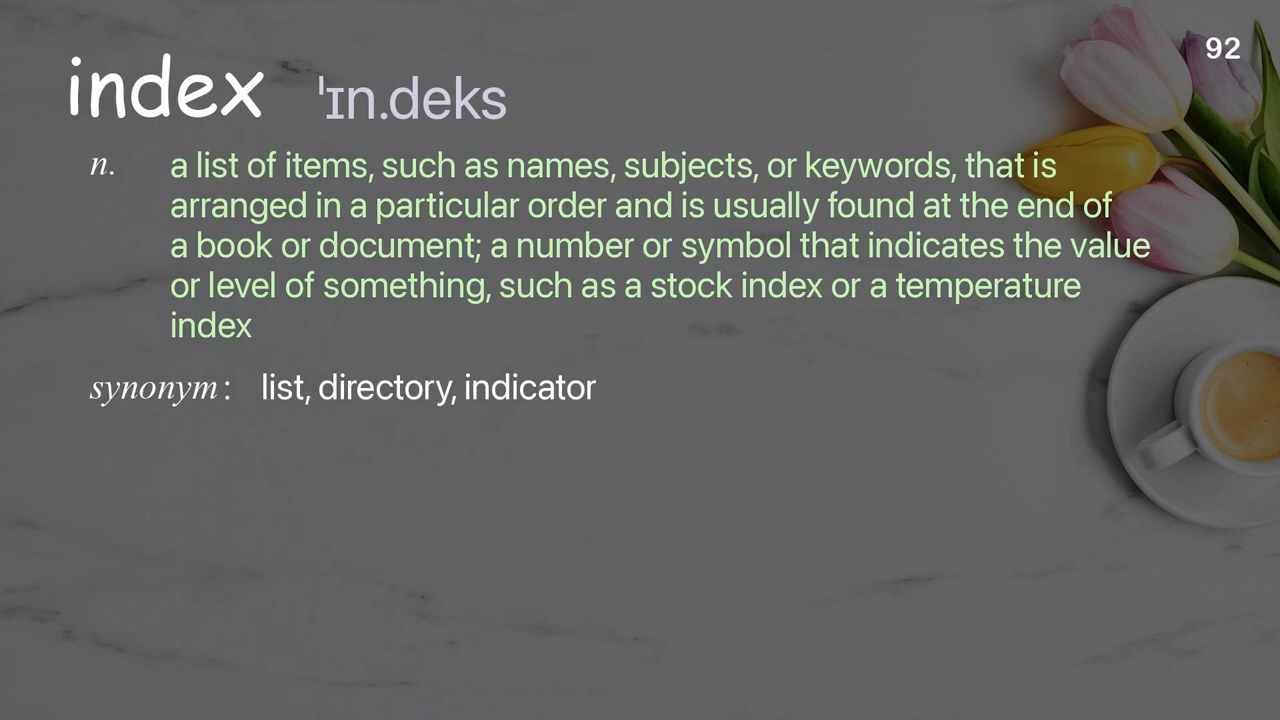 92
index ˈɪn.deks
n. a list of items, such as names, subjects, or keywords, that is
arranged in a particular order and is usually found at the end of
a book or document; a number or symbol that indicates the value
or level of something, such as a stock index or a temperature
index
synonym: list, directory, indicator